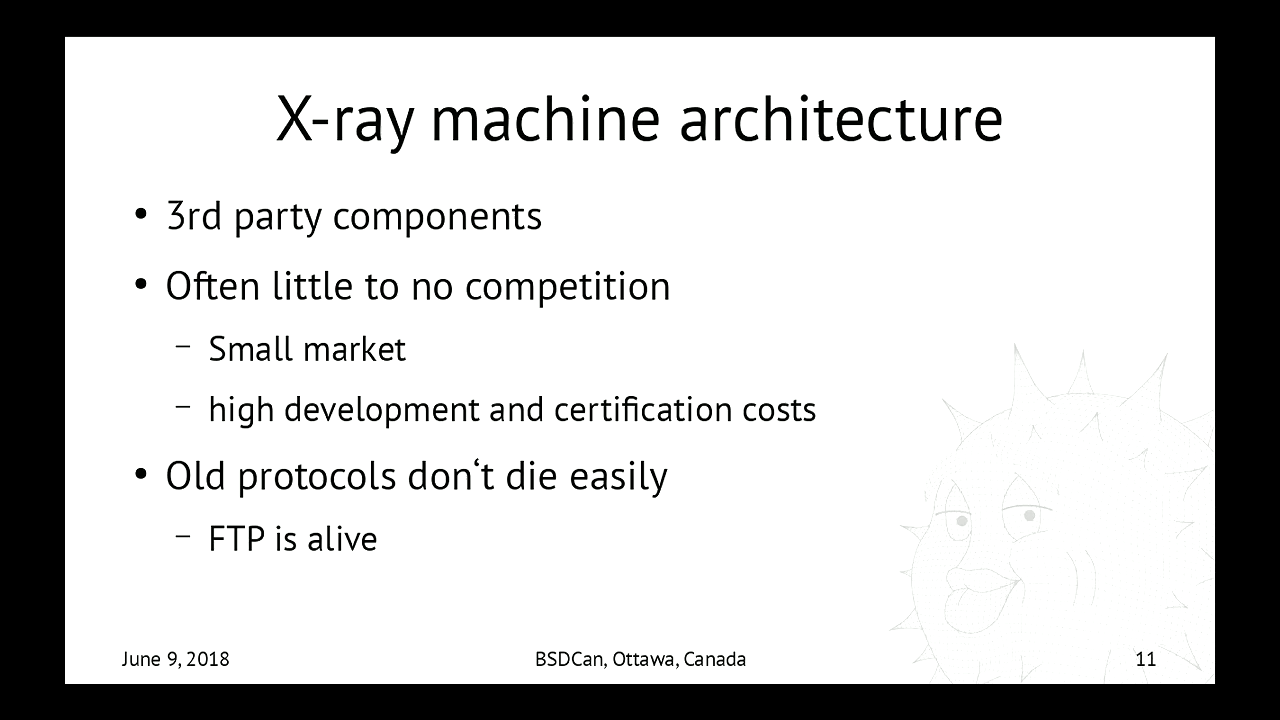 X-ray machine architecture
• 3rd party components
• Often little to no competition
– Small market
– high development and certification costs
• Old protocols don‘t die easily
– FTP is alive
June 9, 2018
BSDCan, Ottawa, Canada
11